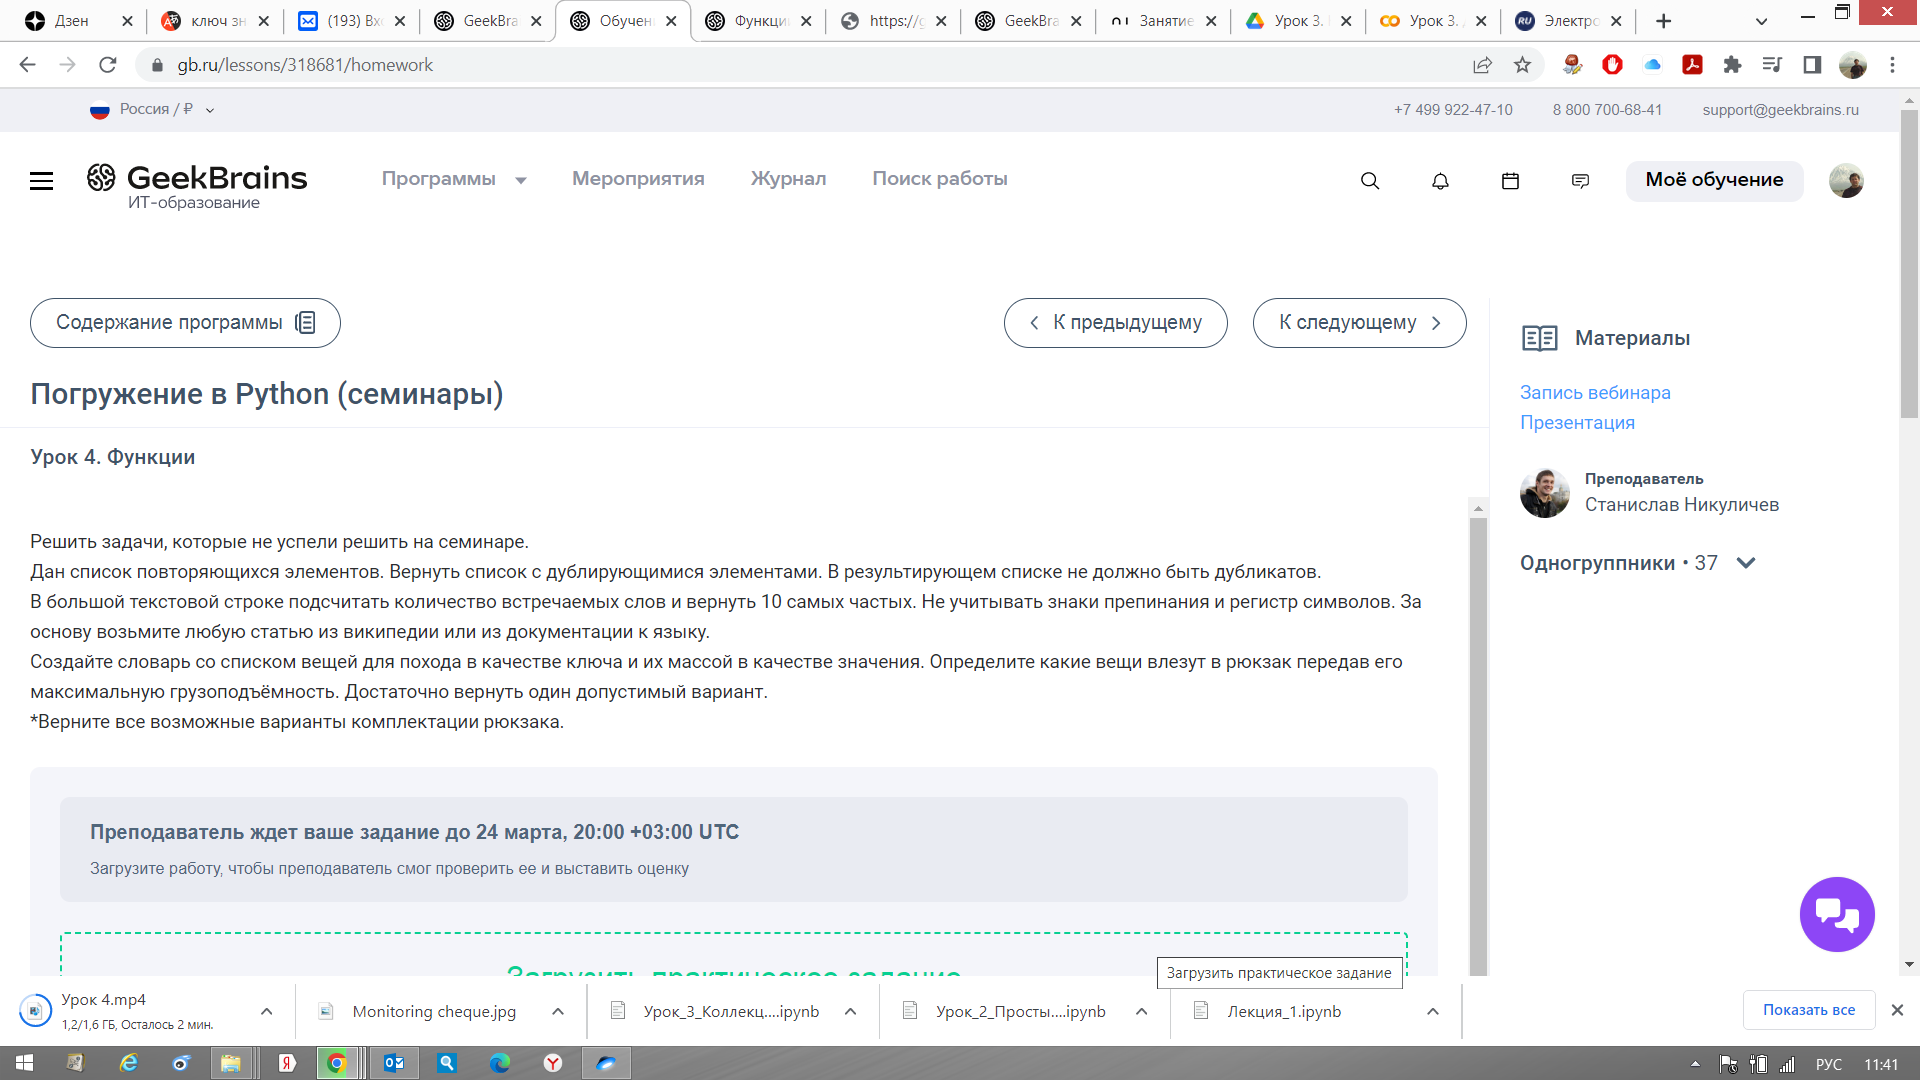 Дзен
ключ зн
(193) Вх
GeekBra
Обучен
Функци
https://g
GeekBra
Занятие
Урок 3.
Урок 3.
Электро
gb.ru/lessons/318681/homework
Россия / ₽
+7 499 922-47-10
8 800 700-68-41
support@geekbrains.ru
GeekBrains
ИТ-образование
Программы
Мероприятия
Журнал
Поиск работы
Моё обучение
Содержание программы
К предыдущему
К следующему
Погружение в Python (семинары)
Урок 4. Функции
Решить задачи, которые не успели решить на семинаре.
Дан список повторяющихся элементов. Вернуть список с дублирующимися элементами. В результирующем списке не должно быть дубликатов.
В большой текстовой строке подсчитать количество встречаемых слов и вернуть 10 самых частых. Не учитывать знаки препинания и регистр символов. За
основу возьмите любую статью из википедии или из документации к языку.
Создайте словарь со списком вещей для похода в качестве ключа и их массой в качестве значения. Определите какие вещи влезут в рюкзак передав его
максимальную грузоподъёмность. Достаточно вернуть один допустимый вариант.
*Верните все возможные варианты комплектации рюкзака.
Преподаватель ждет ваше задание до 24 марта, 20:00 +03:00 UTC
Загрузите работу, чтобы преподаватель смог проверить ее и выставить оценку
Загрузить практическое задание
Загрузить практическое задание
Материалы
Запись вебинара
Презентация
Преподаватель
Станислав Никуличев
Одногруппники • 37
Урок 4.mp4
1,2/1,6 ГБ, Осталось 2 мин.
Monitoring cheque.jpg
Урок_3_Коллекц....ipynb
Урок_2_Просты....ipynb
Лекция_1.ipynb
Показать все
РУС
11:41